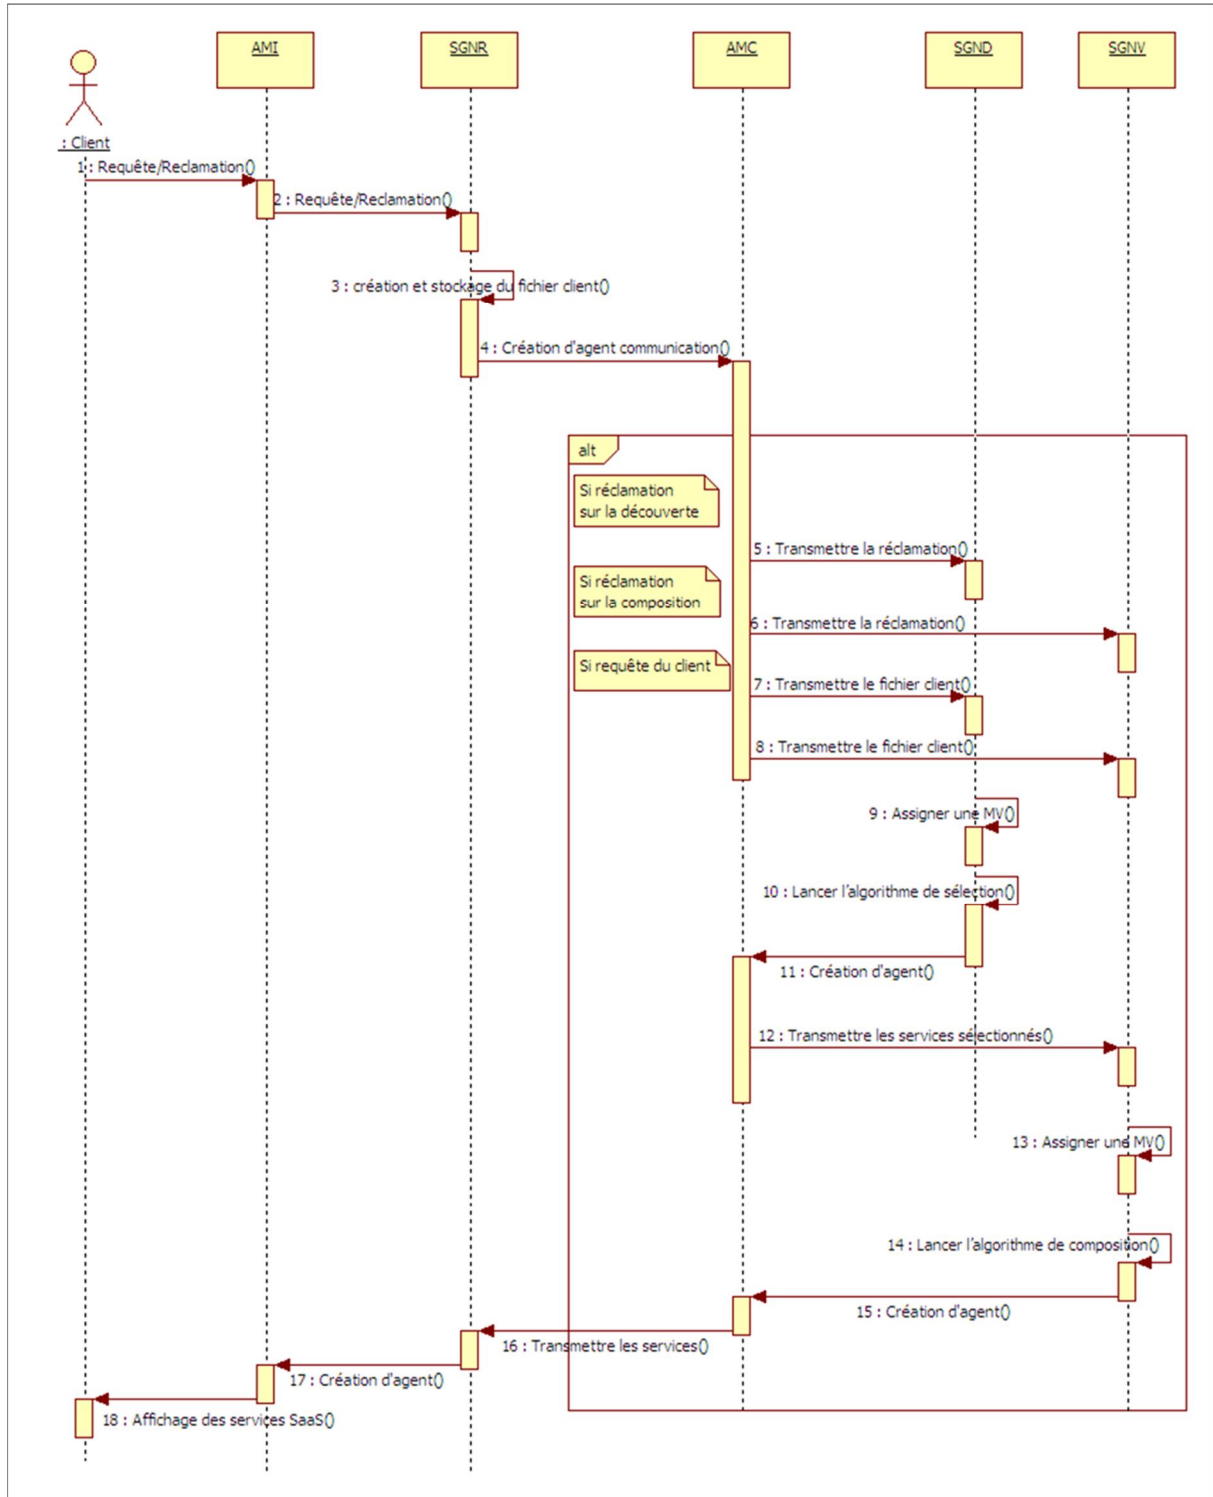 AMI
SGNR
AMC
SGND
SGNV
: Client
1 : Requête/Reclamation()
2 : Requête/Reclamation()
3 : création et stockage du fichier client()
4 : Création d'agent communication()
alt
Si réclamation
sur la découverte
5 : Transmettre la réclamation()
Si réclamation
sur la composition
6 : Transmettre la réclamation()
Si requête du client
7 : Transmettre le fichier client()
8 : Transmettre le fichier client()
9 : Assigner une MV()
10 : Lancer l’algorithme de sélection()
11 : Création d'agent()
12 : Transmettre les services sélectionnés()
13 : Assigner une MV()
14 : Lancer l’algorithme de composition()
15 : Création d'agent()
16 : Transmettre les services()
17 : Création d'agent()
18 : Affichage des services SaaS()